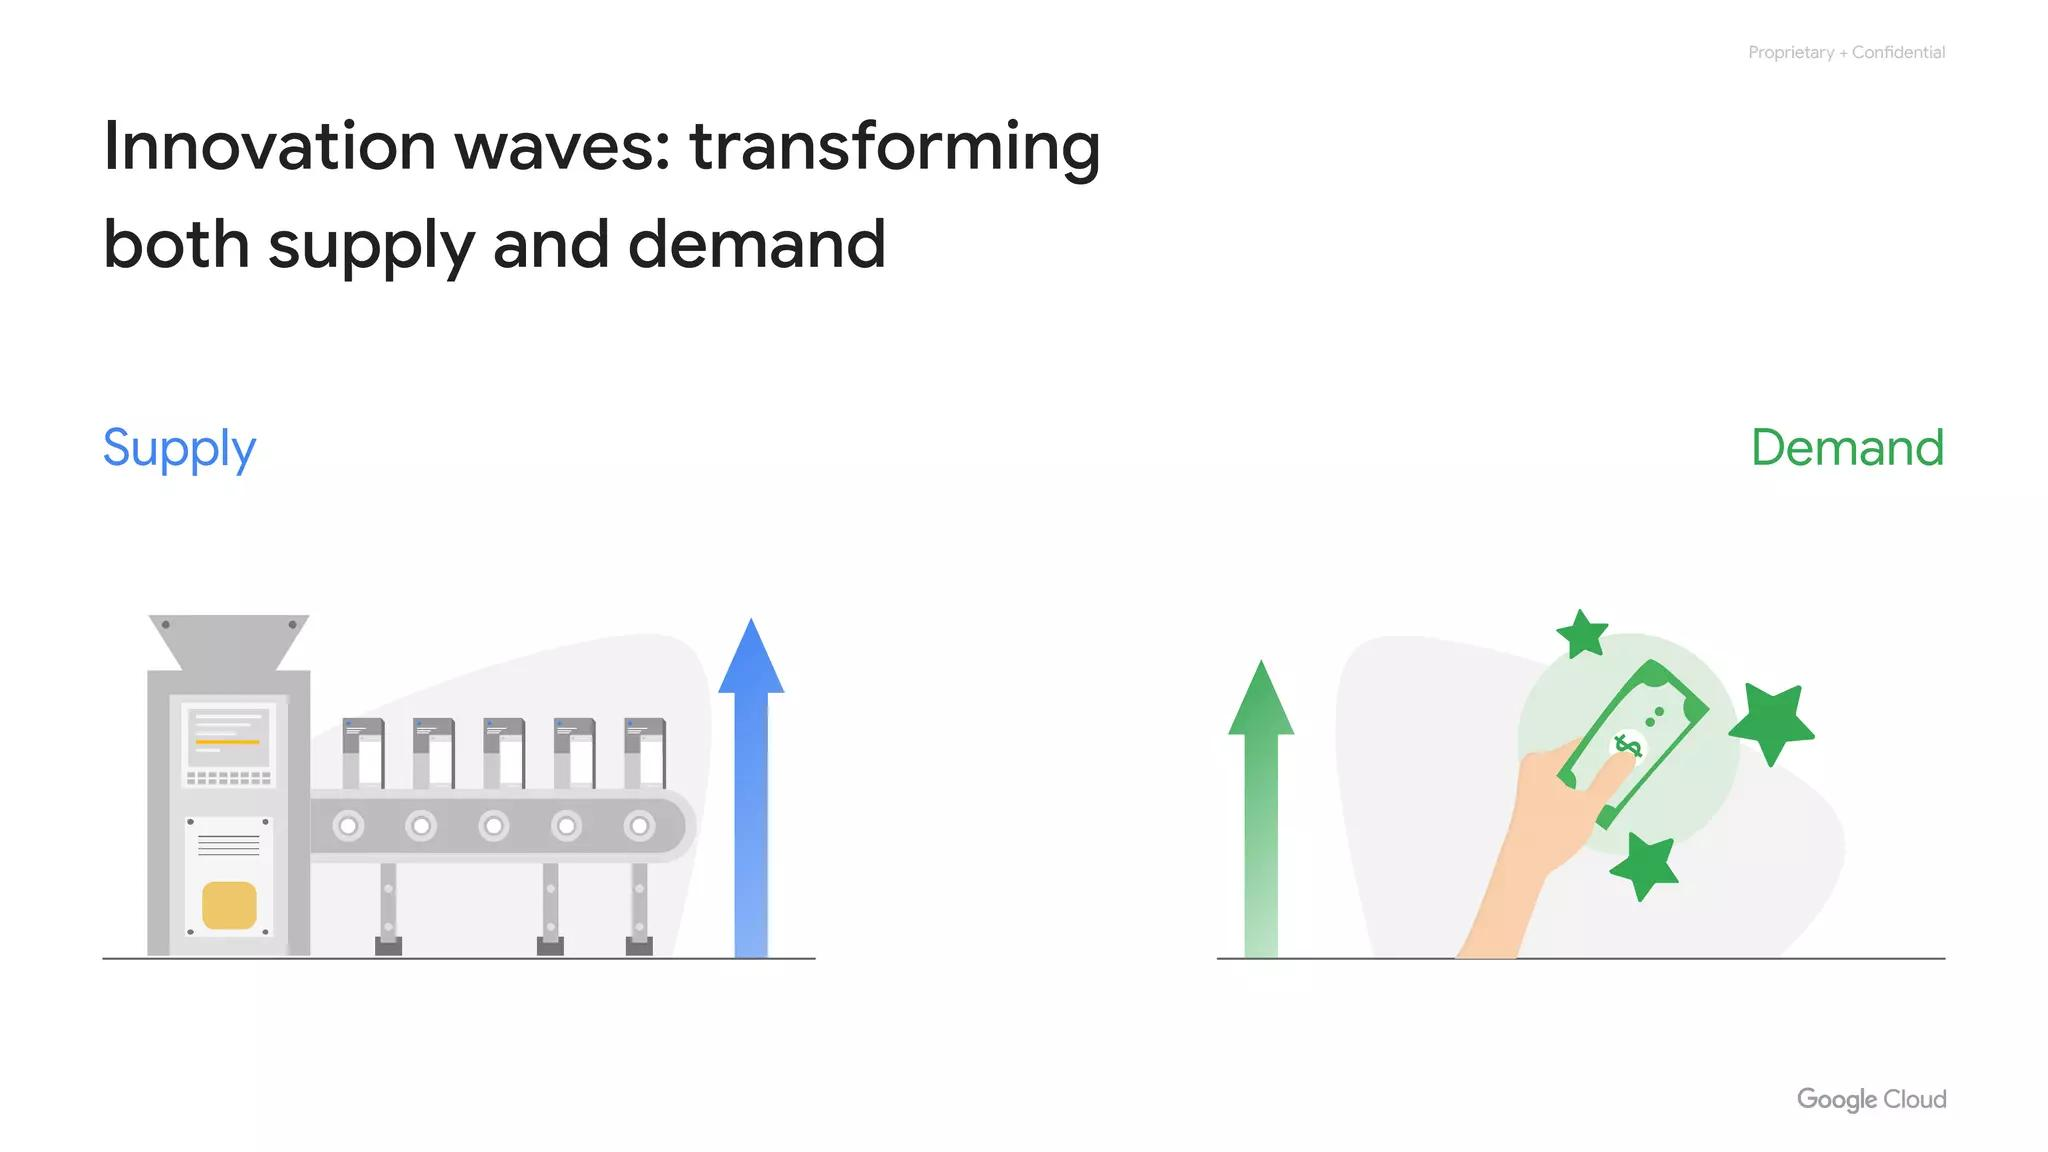 Proprietary + Confidential
Innovation waves: transforming
both supply and demand
Supply
Demand
$
Google Cloud